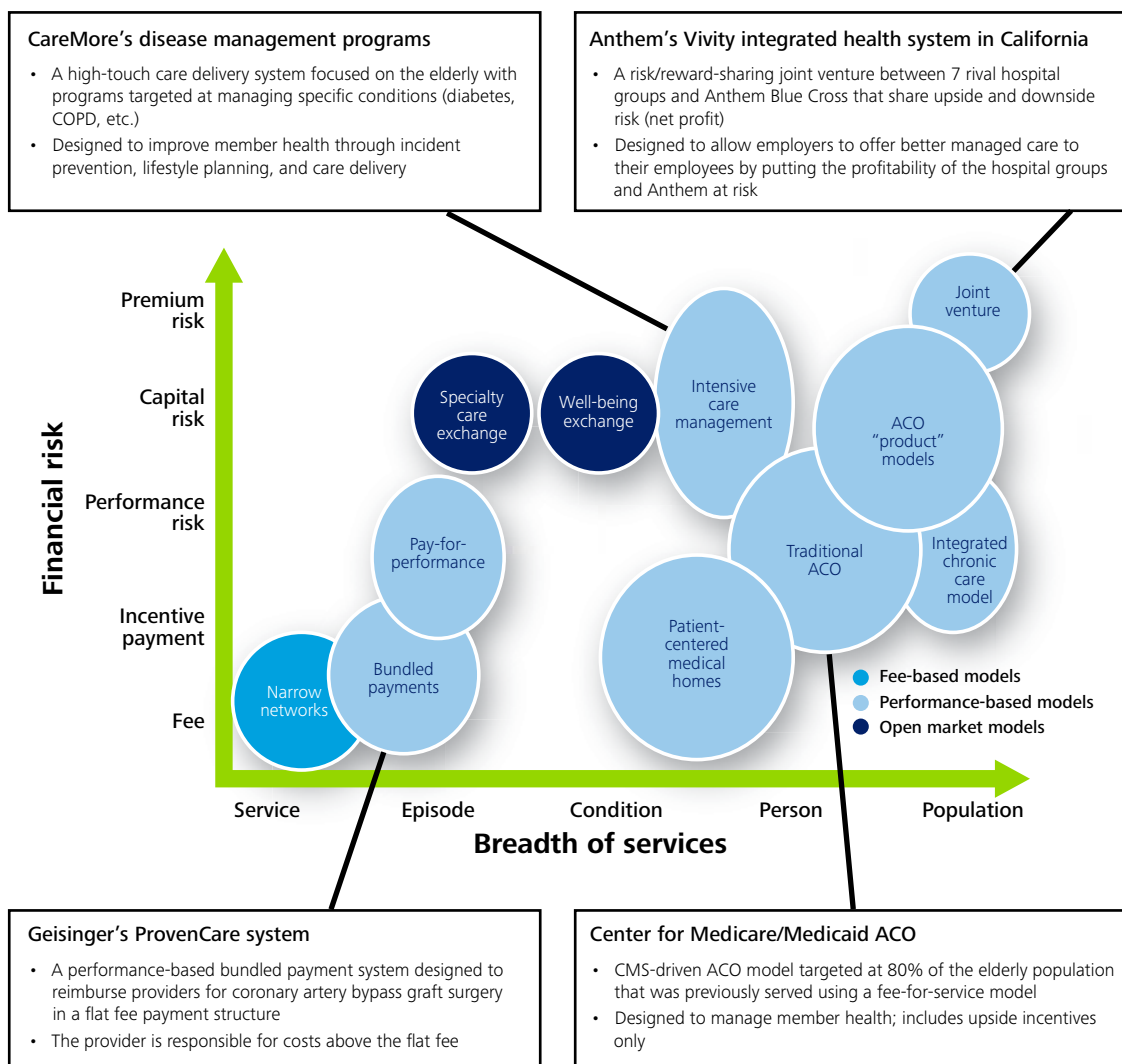 CareMore’s disease management programs
• A high-touch care delivery system focused on the elderly with
programs targeted at managing specific conditions (diabetes,
COPD, etc.)
• Designed to improve member health through incident
prevention, lifestyle planning, and care delivery
Anthem’s Vivity integrated health system in California
• A risk/reward-sharing joint venture between 7 rival hospital
groups and Anthem Blue Cross that share upside and downside
risk (net profit)
• Designed to allow employers to offer better managed care to
their employees by putting the profitability of the hospital groups
and Anthem at risk
Financial risk
Premium
risk
Capital
risk
Performance
risk
Incentive
payment
Fee
Joint
venture
Specialty
care
exchange
Well-being
exchange
Intensive
care
management
ACO
“product”
models
Pay-for-
performance
Traditional
ACO
Integrated
chronic
care
model
Narrow
networks
Bundled
payments
Patient-
centered
medical
homes
Fee-based models
Performance-based models
Open market models
Service
Episode
Condition
Person
Population
Breadth of services
Geisinger’s ProvenCare system
• A performance-based bundled payment system designed to
reimburse providers for coronary artery bypass graft surgery
in a flat fee payment structure
• The provider is responsible for costs above the flat fee
Center for Medicare/Medicaid ACO
• CMS-driven ACO model targeted at 80% of the elderly population
that was previously served using a fee-for-service model
• Designed to manage member health; includes upside incentives
only